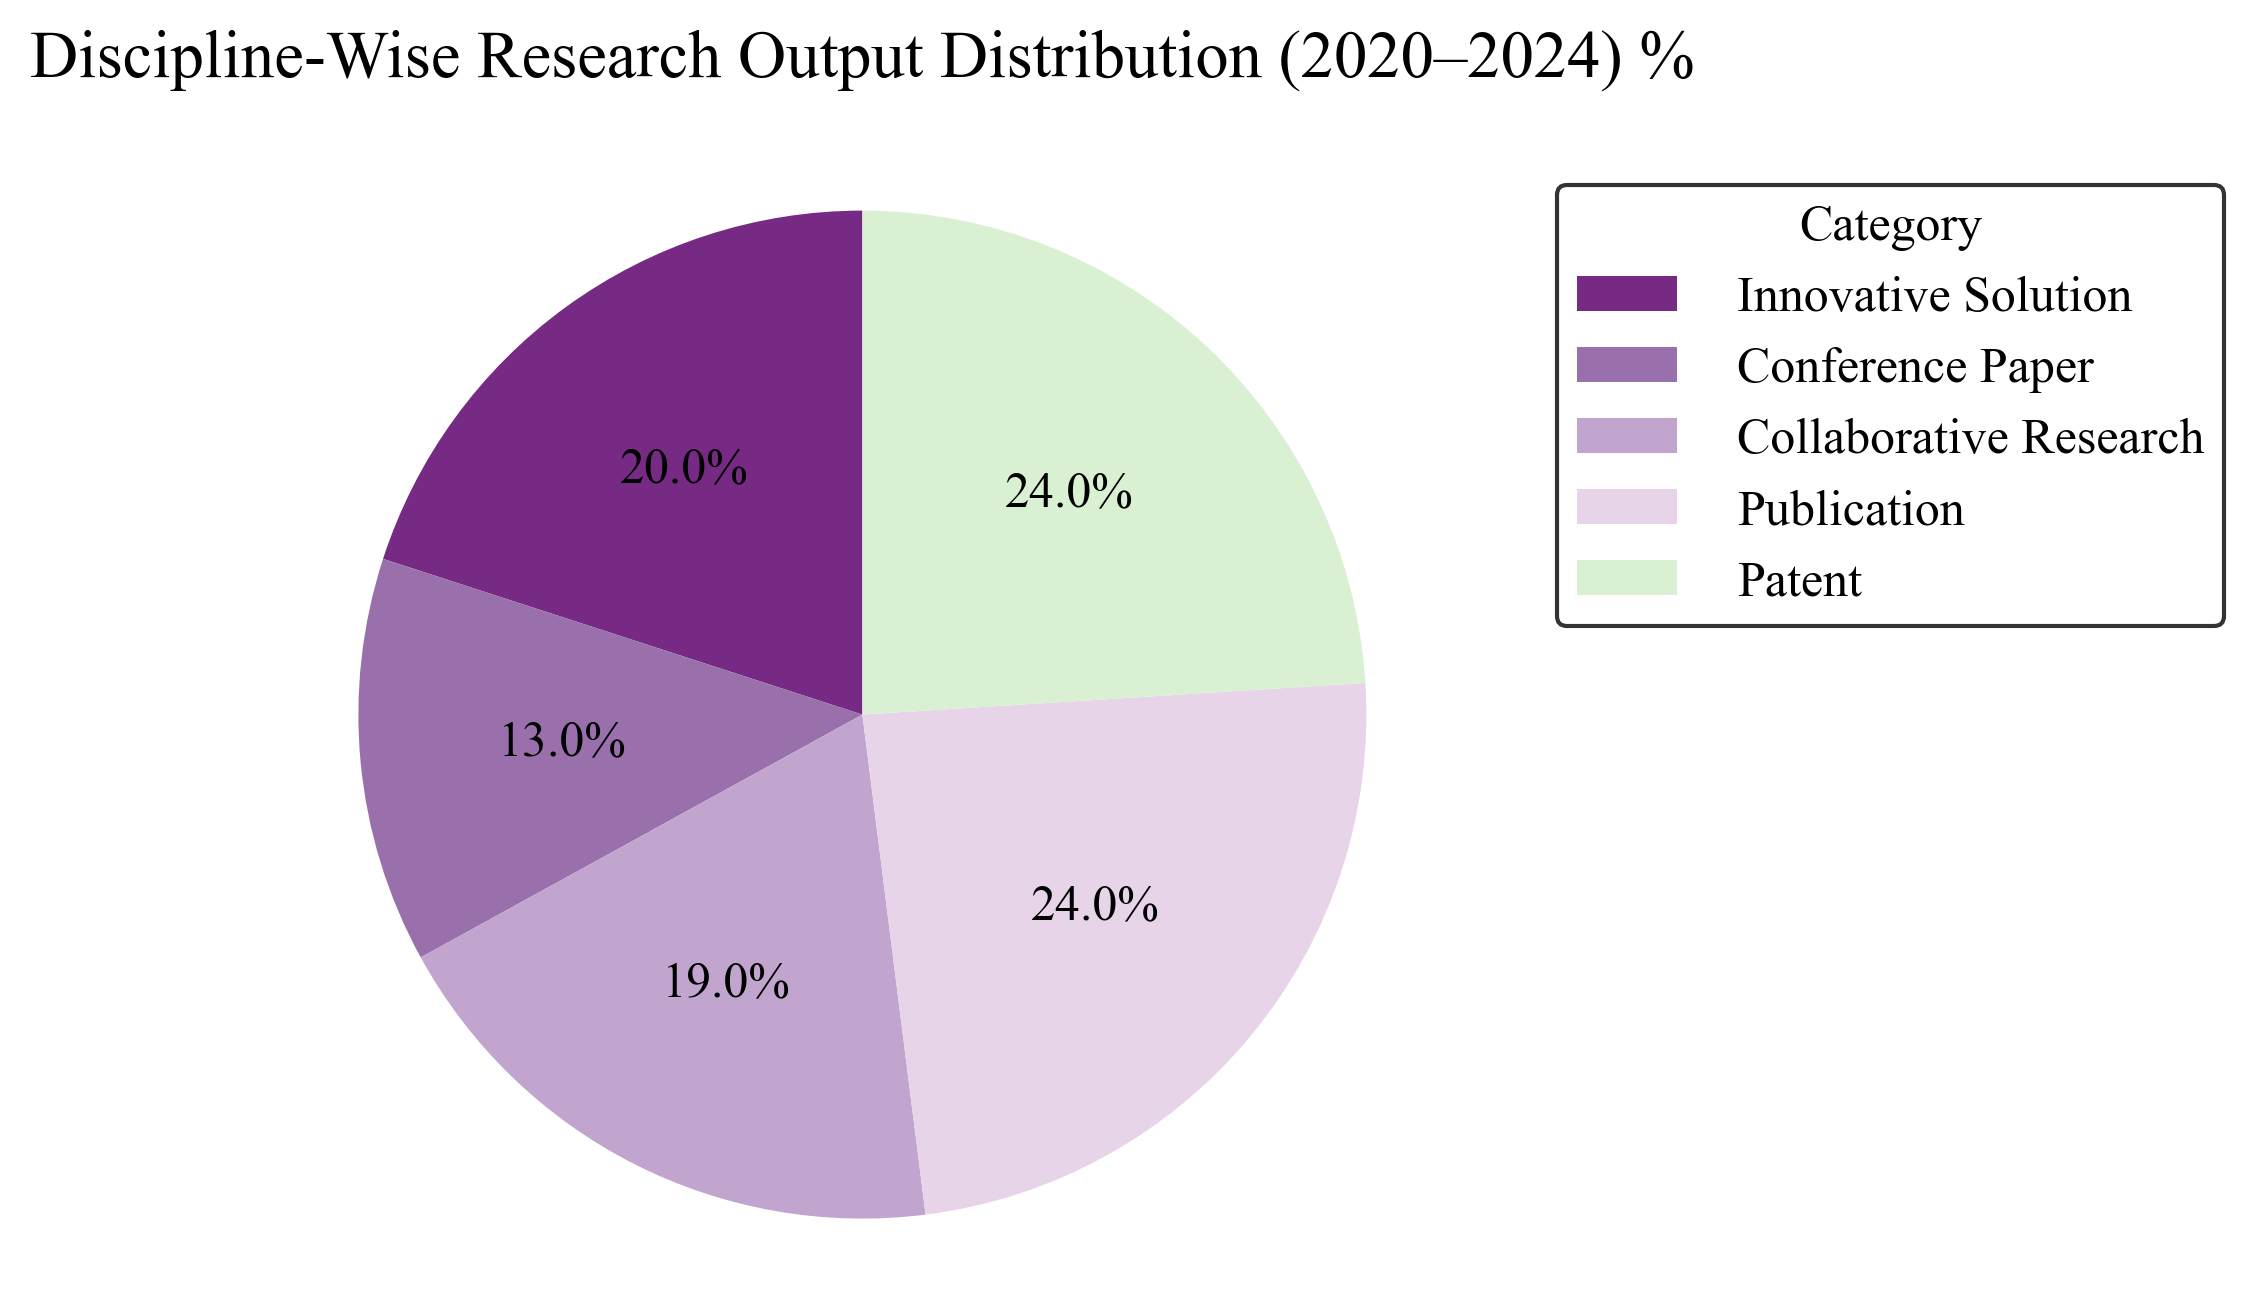 Discipline-Wise Research Output Distribution (2020–2024) %
Category
Innovative Solution
Conference Paper
Collaborative Research
Publication
Patent
20.0%
24.0%
13.0%
24.0%
19.0%